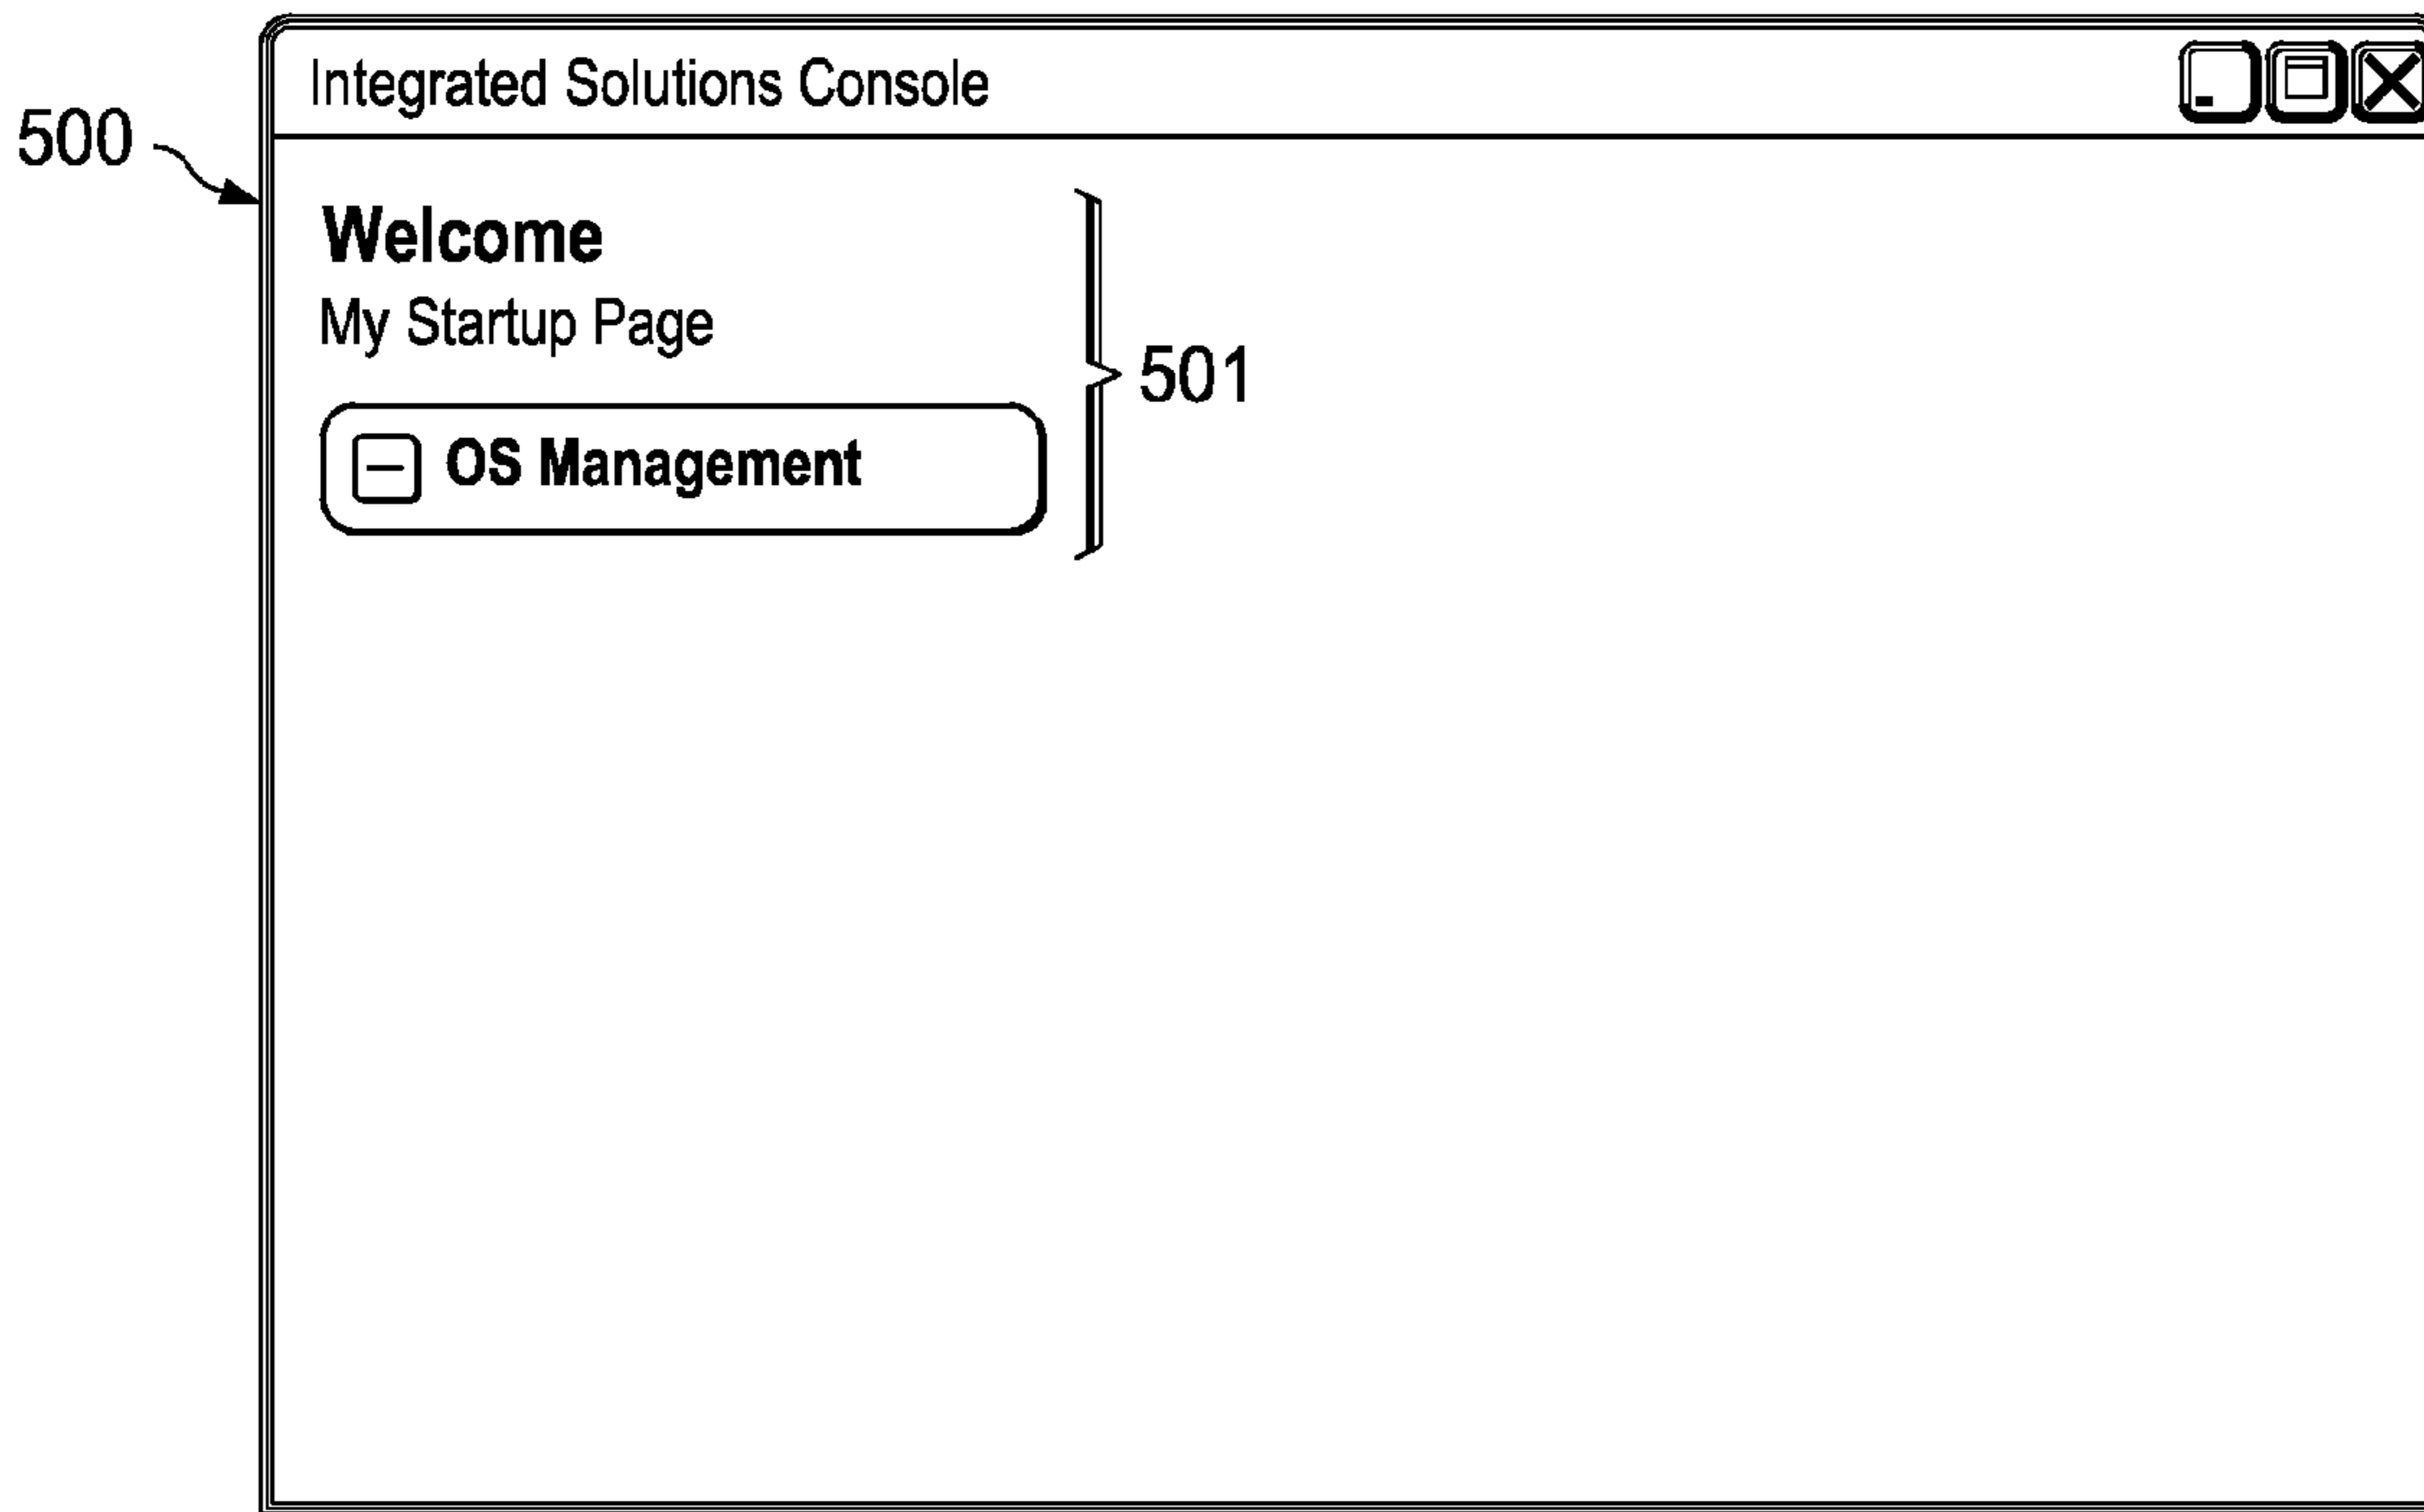 Integrated Solutions Console
500
Welcome
My Startup Page
501
OS Management